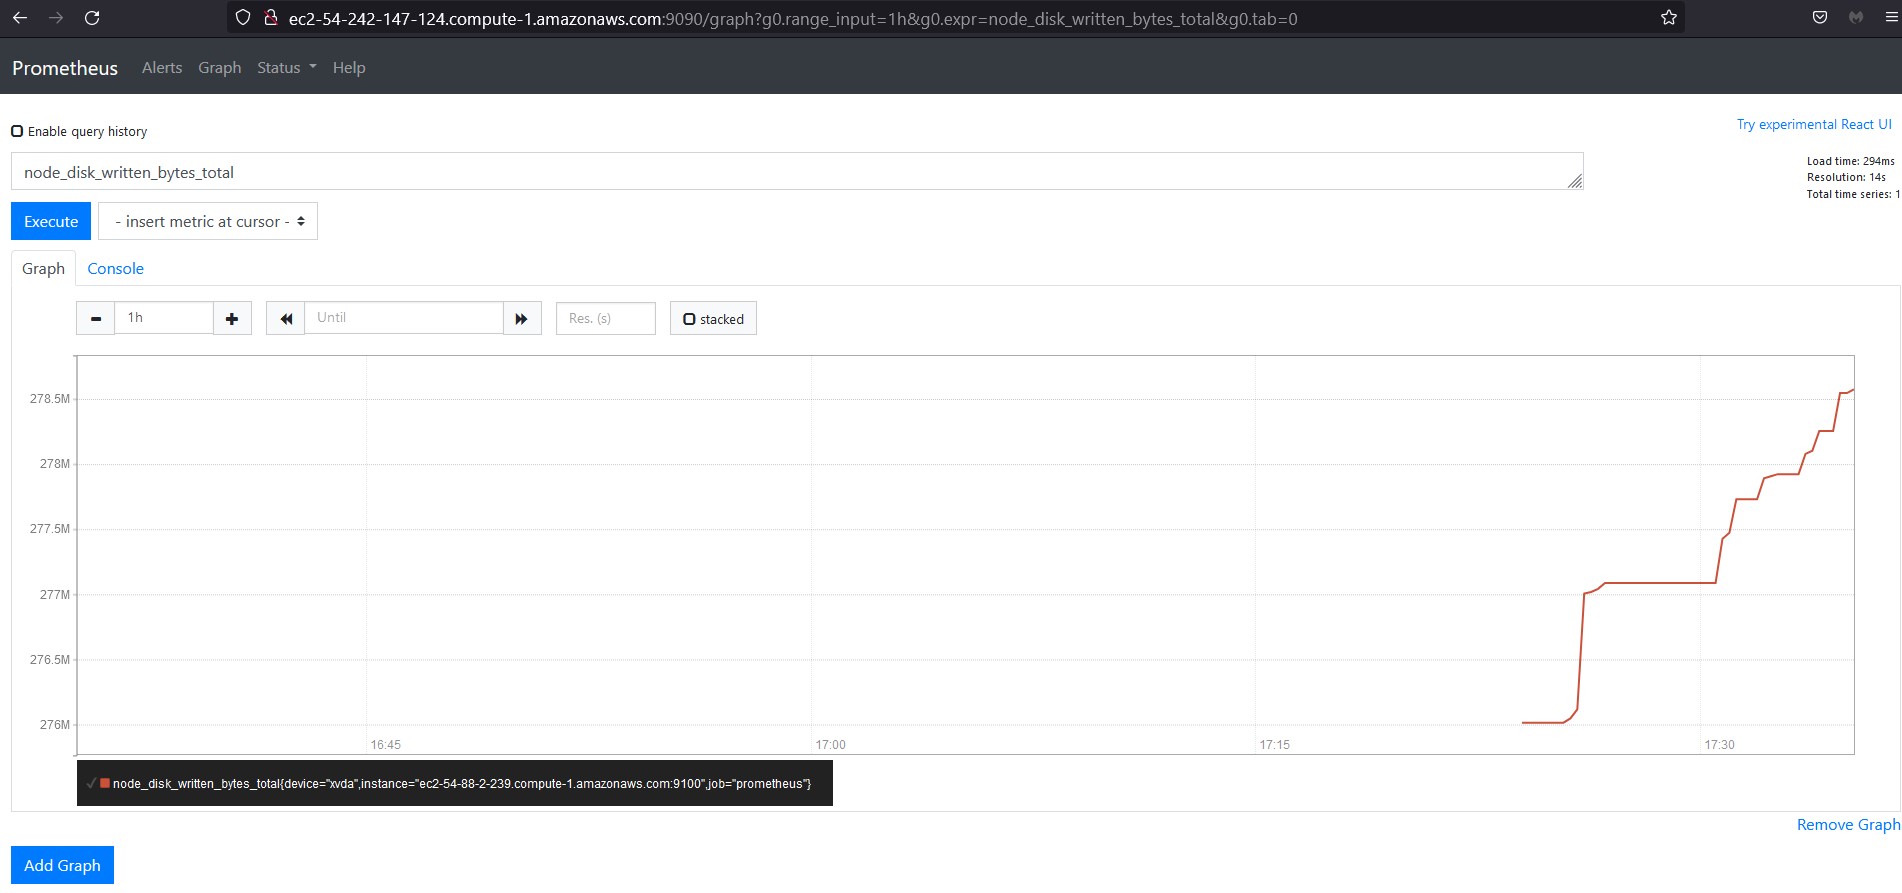 ec2-54-242-147-124.compute-1.amazonaws.com:9090/graph?g0.range_input=1h&g0.expr=node_disk_written_bytes_total&g0.tab=0
Prometheus Alerts Graph Status Help
Enable query history
Try experimental React UI
node_disk_written_bytes_total
Load time: 294ms
Resolution: 14s
Total time series: 1
Execute - insert metric at cursor -
Graph Console
1h Until Res. (s) stacked
278.5M
278M
277.5M
277M
276.5M
276M
16:45 17:00 17:15 17:30
node_disk_written_bytes_total{device="xvda",instance="ec2-54-88-2-239.compute-1.amazonaws.com:9100",job="prometheus"}
Remove Graph
Add Graph